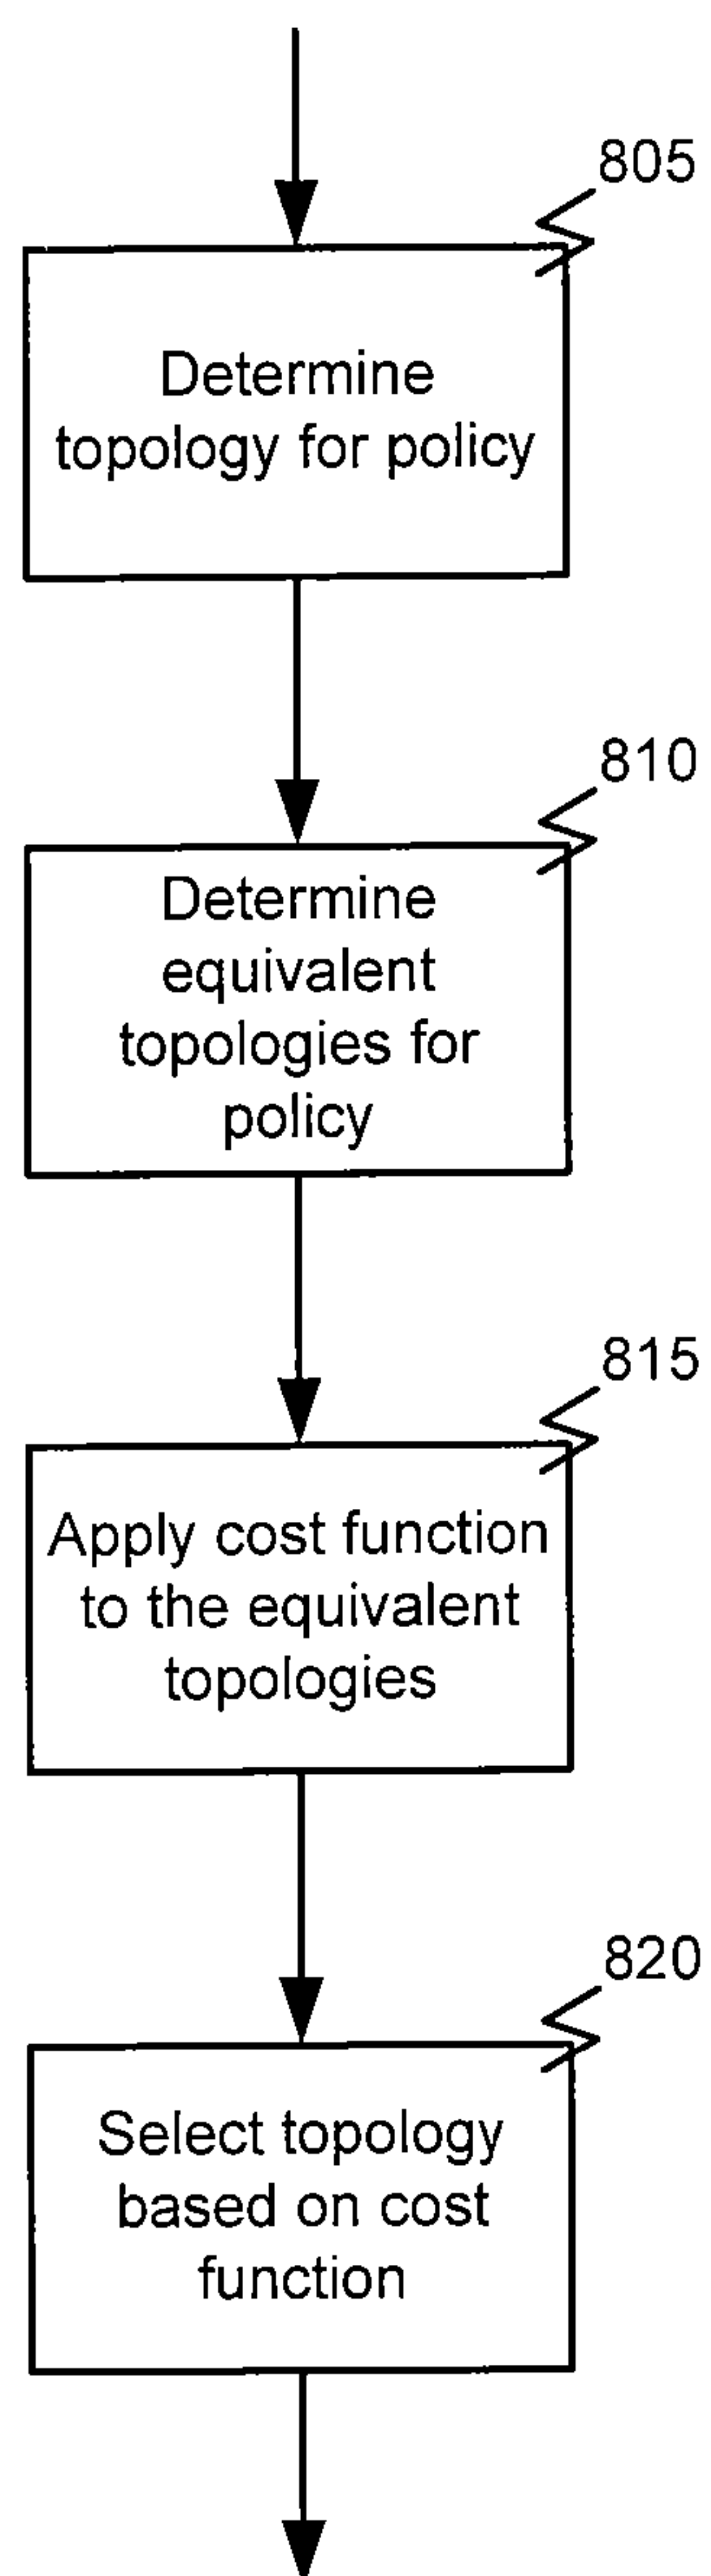 805
Determine
topology for policy
810
Determine
equivalent
topologies for
policy
815
Apply cost function
to the equivalent
topologies
820
Select topology
based on cost
function